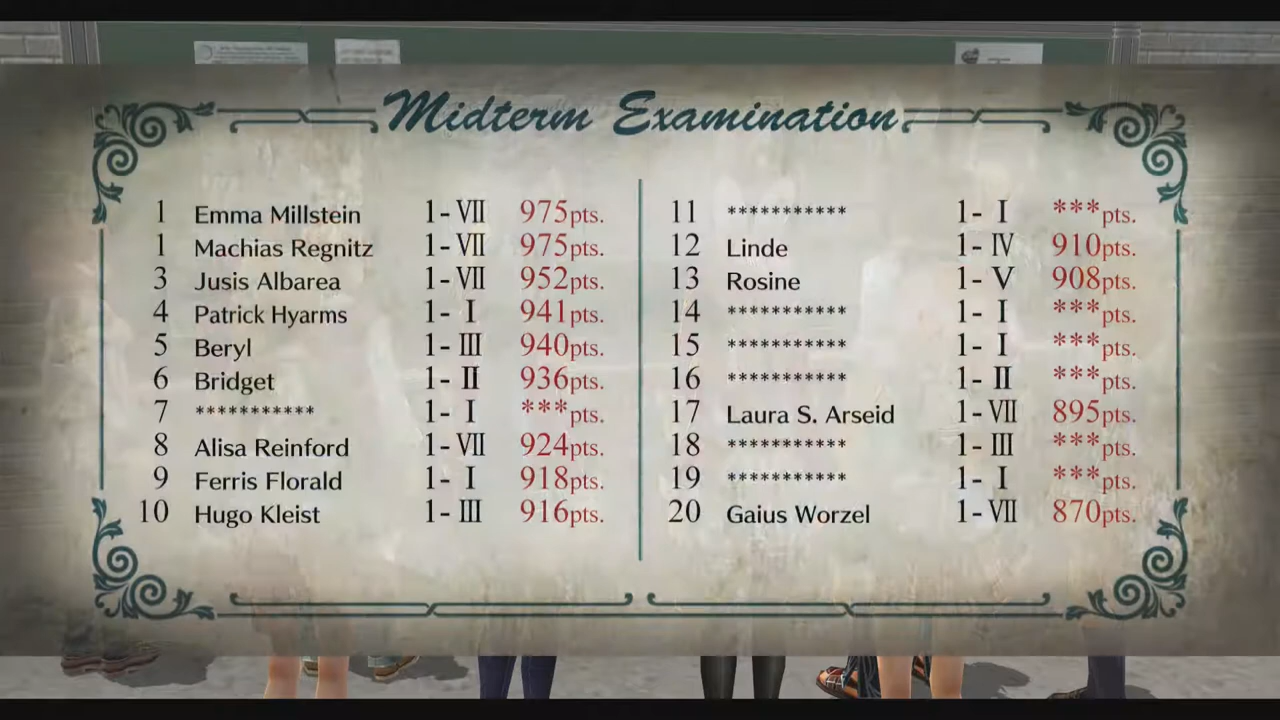 Midterm Examination
1 Emma Millstein 1-VII 975pts.
1 Machias Regnitz 1-VII 975pts.
3 Jusis Albarea 1-VII 952pts.
4 Patrick Hyarms 1-I 941pts.
5 Beryl 1-III 940pts.
6 Bridget 1-II 936pts.
7 *********** 1-I ***pts.
8 Alisa Reinford 1-VII 924pts.
9 Ferris Florald 1-I 918pts.
10 Hugo Kleist 1-III 916pts.
11 *********** 1-I ***pts.
12 Linde 1-IV 910pts.
13 Rosine 1-V 908pts.
14 *********** 1-I ***pts.
15 *********** 1-I ***pts.
16 *********** 1-II ***pts.
17 Laura S. Arseid 1-VII 895pts.
18 *********** 1-III ***pts.
19 *********** 1-I ***pts.
20 Gaius Worzel 1-VII 870pts.